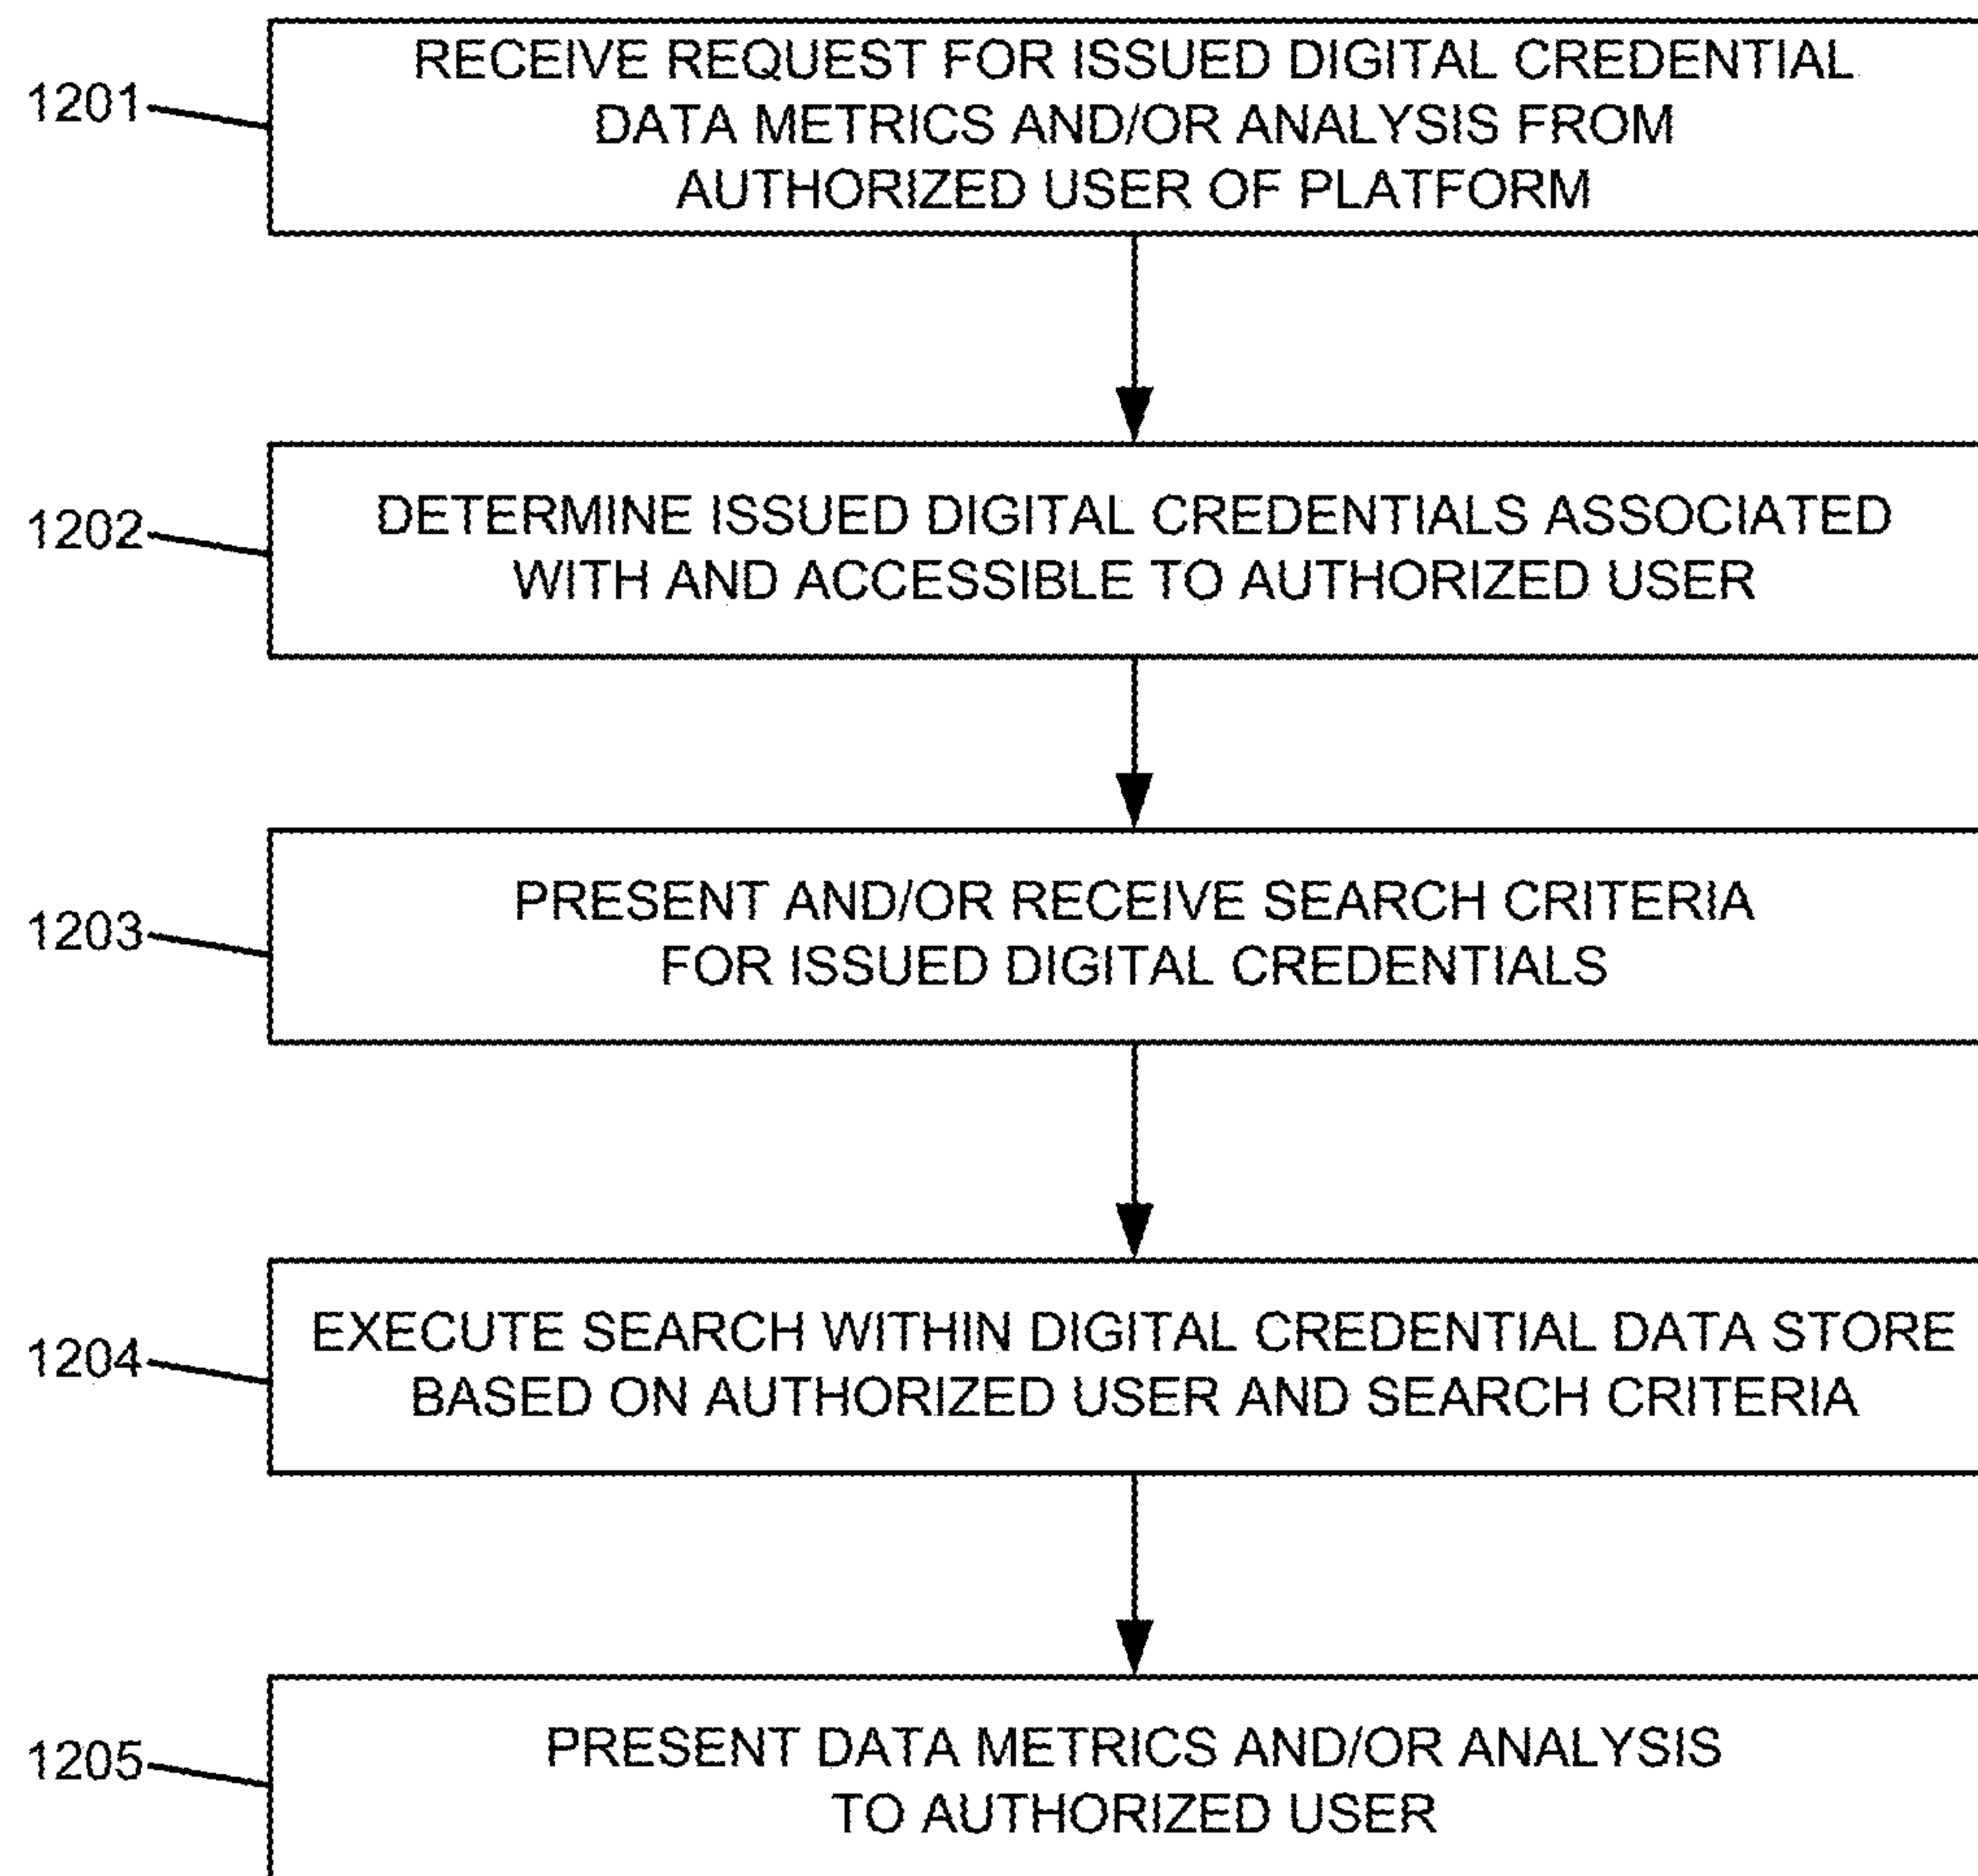 1201
RECEIVE REQUEST FOR ISSUED DIGITAL CREDENTIAL
DATA METRICS AND/OR ANALYSIS FROM
AUTHORIZED USER OF PLATFORM
1202
DETERMINE ISSUED DIGITAL CREDENTIALS ASSOCIATED
WITH AND ACCESSIBLE TO AUTHORIZED USER
1203
PRESENT AND/OR RECEIVE SEARCH CRITERIA
FOR ISSUED DIGITAL CREDENTIALS
1204
EXECUTE SEARCH WITHIN DIGITAL CREDENTIAL DATA STORE
BASED ON AUTHORIZED USER AND SEARCH CRITERIA
1205
PRESENT DATA METRICS AND/OR ANALYSIS
TO AUTHORIZED USER